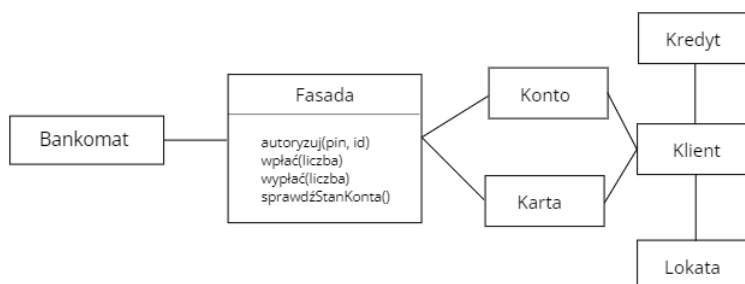 Bankomat
Fasada
autoryzuj(pin, id)
wpłać(liczba)
wypłać(liczba)
sprawdźStanKonta()
Konto
Karta
Kredyt
Klient
Lokata